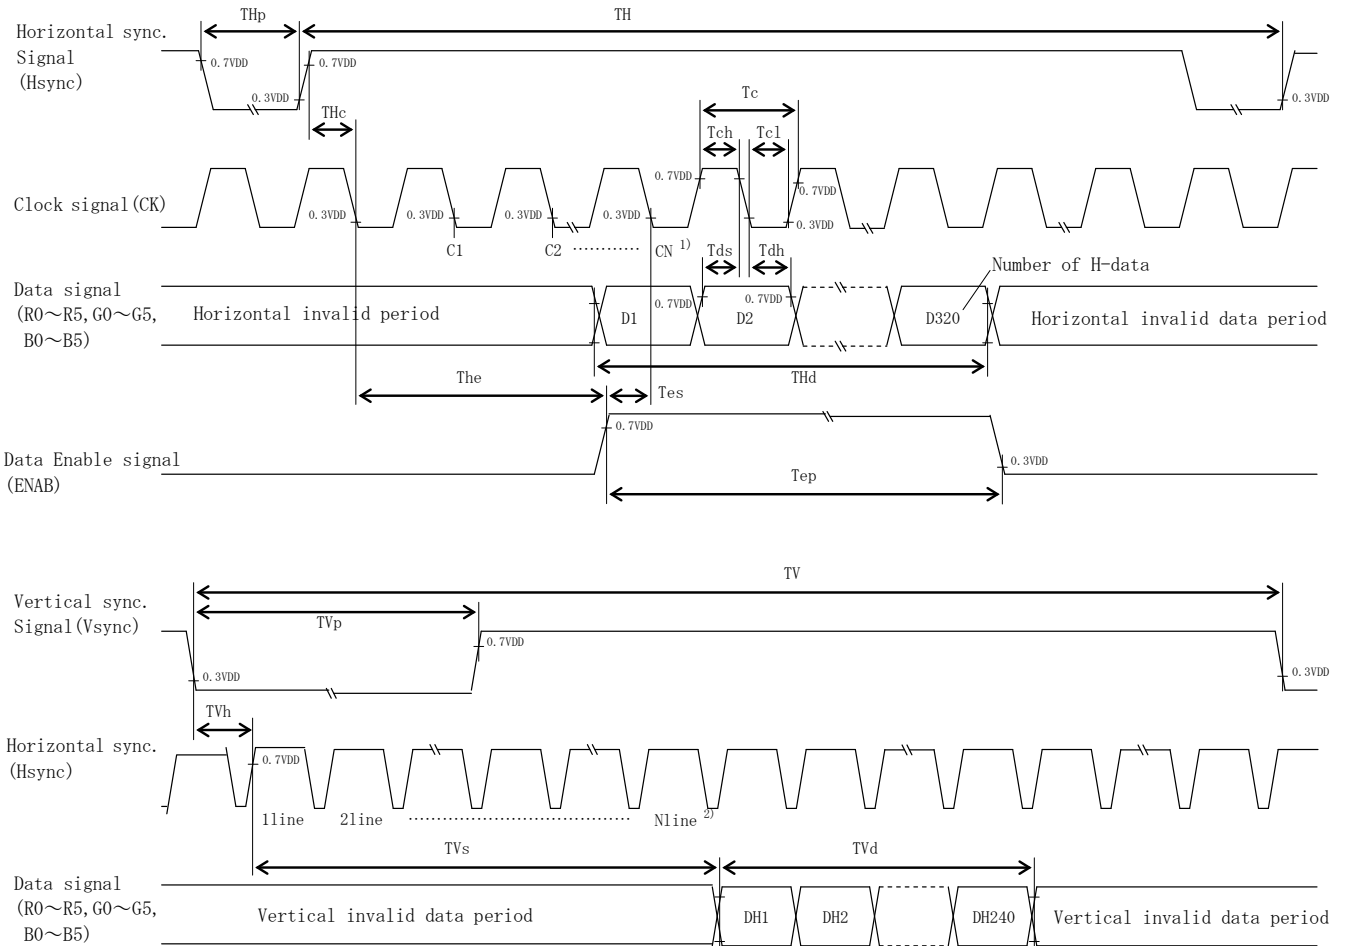 THp
TH
Horizontal sync.
Signal
(Hsync)
0.7VDD
0.7VDD
0.3VDD
0.3VDD
THc
Tc
Tch
Tcl
Clock signal(CK)
0.7VDD
0.7VDD
0.3VDD
0.3VDD
0.3VDD
0.3VDD
0.3VDD
C1
C2
CN 1)
Tds
Tdh
Number of H-data
Data signal
(R0～R5,G0～G5,
B0～B5)
Horizontal invalid period
0.7VDD
0.7VDD
D1
D2
D320
Horizontal invalid data period
THd
The
Tes
0.7VDD
Data Enable signal
(ENAB)
0.3VDD
Tep
TV
Vertical sync.
Signal(Vsync)
TVp
0.7VDD
0.3VDD
0.3VDD
TVh
Horizontal sync.
(Hsync)
0.7VDD
1line
2line
Nline 2)
TVs
TVd
Data signal
(R0～R5,G0～G5,
B0～B5)
Vertical invalid data period
DH1
DH2
DH240
Vertical invalid data period